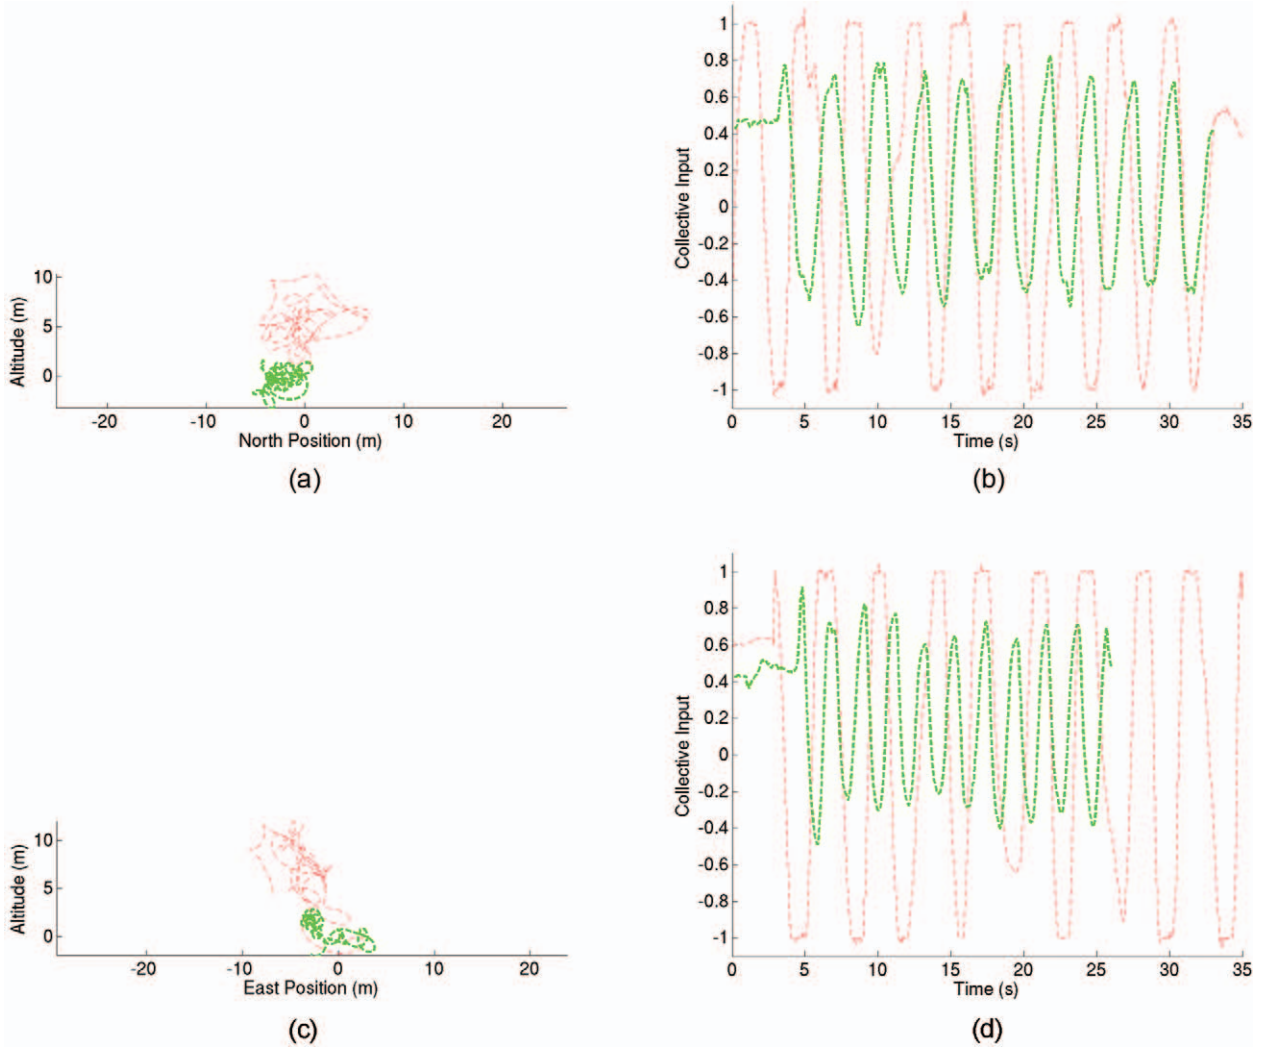 10
5
0
Altitude (m)
-20 -10 0 10 20
North Position (m)
(a)
1
0.8
0.6
0.4
0.2
0
-0.2
-0.4
-0.6
-0.8
-1
Collective Input
0 5 10 15 20 25 30 35
Time (s)
(b)
10
5
0
Altitude (m)
-20 -10 0 10 20
East Position (m)
(c)
1
0.8
0.6
0.4
0.2
0
-0.2
-0.4
-0.6
-0.8
-1
Collective Input
0 5 10 15 20 25 30 35
Time (s)
(d)